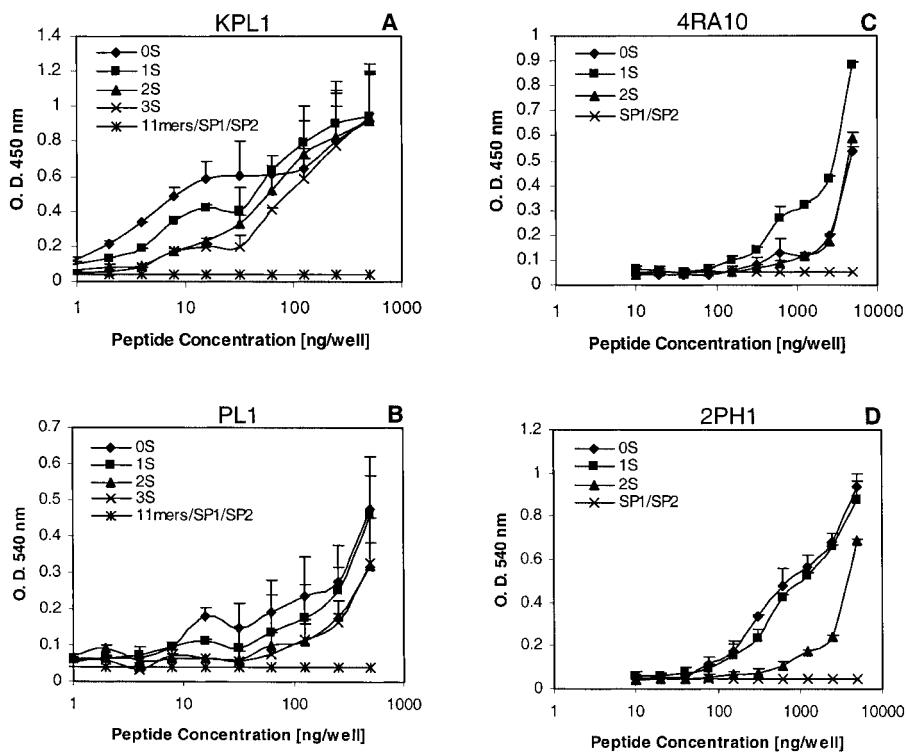 KPL1
A
1.4
1.2
1
0.8
0.6
0.4
0.2
0
O. D. 450 nm
0S
1S
2S
3S
11mers/SP1/SP2
1
10
100
1000
Peptide Concentration [ng/well]
4RA10
C
1
0.9
0.8
0.7
0.6
0.5
0.4
0.3
0.2
0.1
0
O. D. 450 nm
0S
1S
2S
SP1/SP2
1
10
100
1000
10000
Peptide Concentration [ng/well]
PL1
B
0.7
0.6
0.5
0.4
0.3
0.2
0.1
0
O. D. 540 nm
0S
1S
2S
3S
11mers/SP1/SP2
1
10
100
1000
Peptide Concentration [ng/well]
2PH1
D
1.2
1
0.8
0.6
0.4
0.2
0
O. D. 540 nm
0S
1S
2S
SP1/SP2
1
10
100
1000
10000
Peptide Concentration [ng/well]